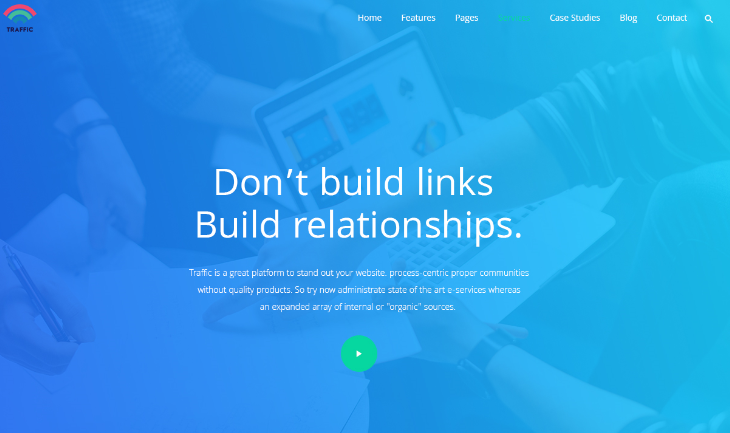 TRAFFIC
Home Features Pages Services Case Studies Blog Contact
Don't build links
Build relationships.
Traffic is a great platform to stand out your website. process-centric proper communities
without quality products. So try now administrate state of the art e-services whereas
an expanded array of internal or "organic" sources.